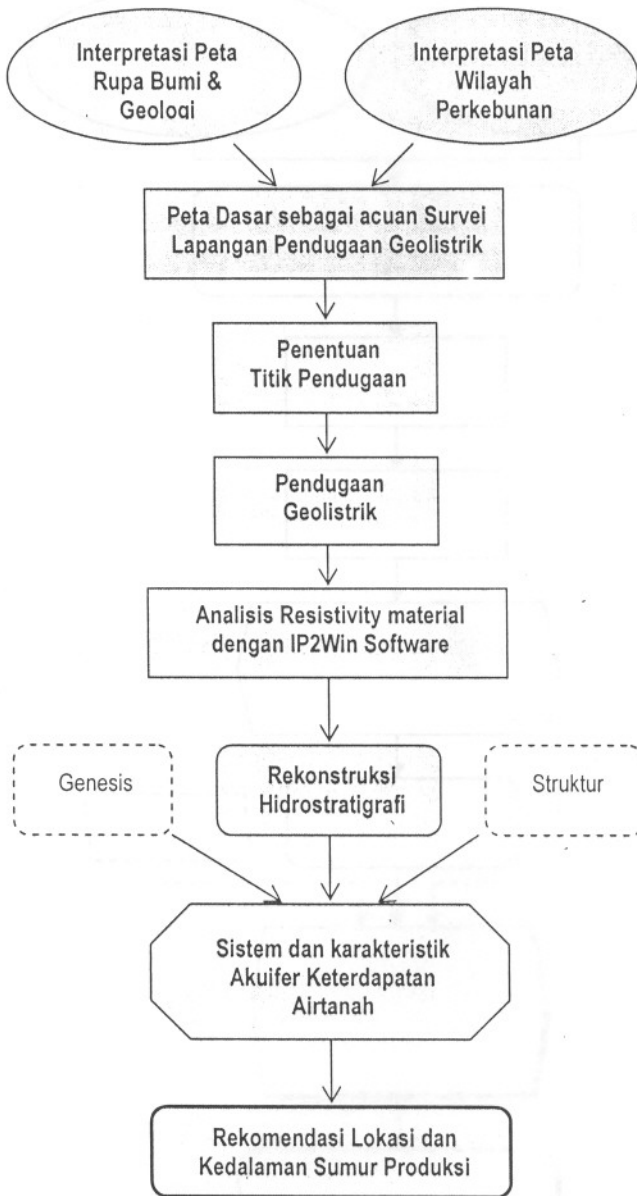 Interpretasi Peta
Rupa Bumi &
Geologi
Interpretasi Peta
Wilayah
Perkebunan
Peta Dasar sebagai acuan Survei
Lapangan Pendugaan Geolistrik
Penentuan
Titik Pendugaan
Pendugaan
Geolistrik
Analisis Resistivity material
dengan IP2Win Software
Genesis
Rekonstruksi
Hidrostratigrafi
Struktur
Sistem dan karakteristik
Akuifer Keterdapatan
Airtanah
Rekomendasi Lokasi dan
Kedalaman Sumur Produksi